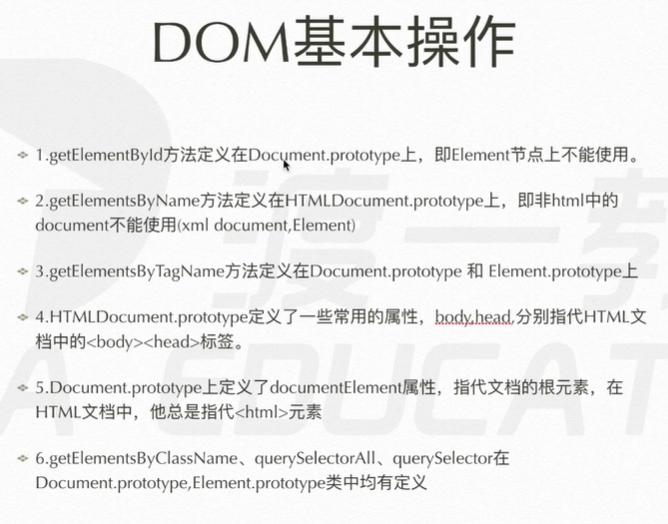 DOM基本操作
1.getElementById方法定义在Document.prototype上，即Element节点上不能使用。
2.getElementsByName方法定义在HTMLDocument.prototype上，即非html中的
document不能使用(xml document,Element)
3.getElementsByTagName方法定义在Document.prototype 和 Element.prototype上
4.HTMLDocument.prototype定义了一些常用的属性，body,head,分别指代HTML文
档中的<body><head>标签。
5.Document.prototype上定义了documentElement属性，指代文档的根元素，在
HTML文档中，他总是指代<html>元素
6.getElementsByClassName、querySelectorAll、querySelector在
Document.prototype,Element.prototype类中均有定义
渡一教
A EDUCAT